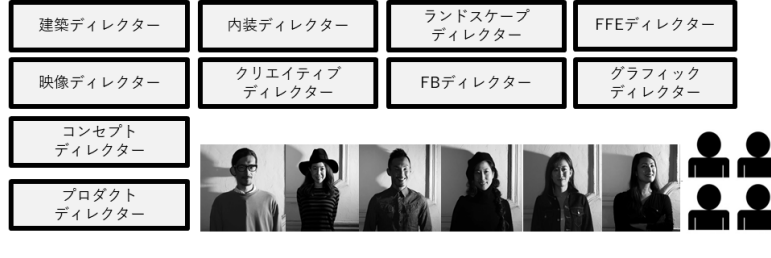 建築ディレクター
内装ディレクター
ランドスケープ
ディレクター
FFEディレクター
映像ディレクター
クリエイティブ
ディレクター
FBディレクター
グラフィック
ディレクター
コンセプト
ディレクター
プロダクト
ディレクター